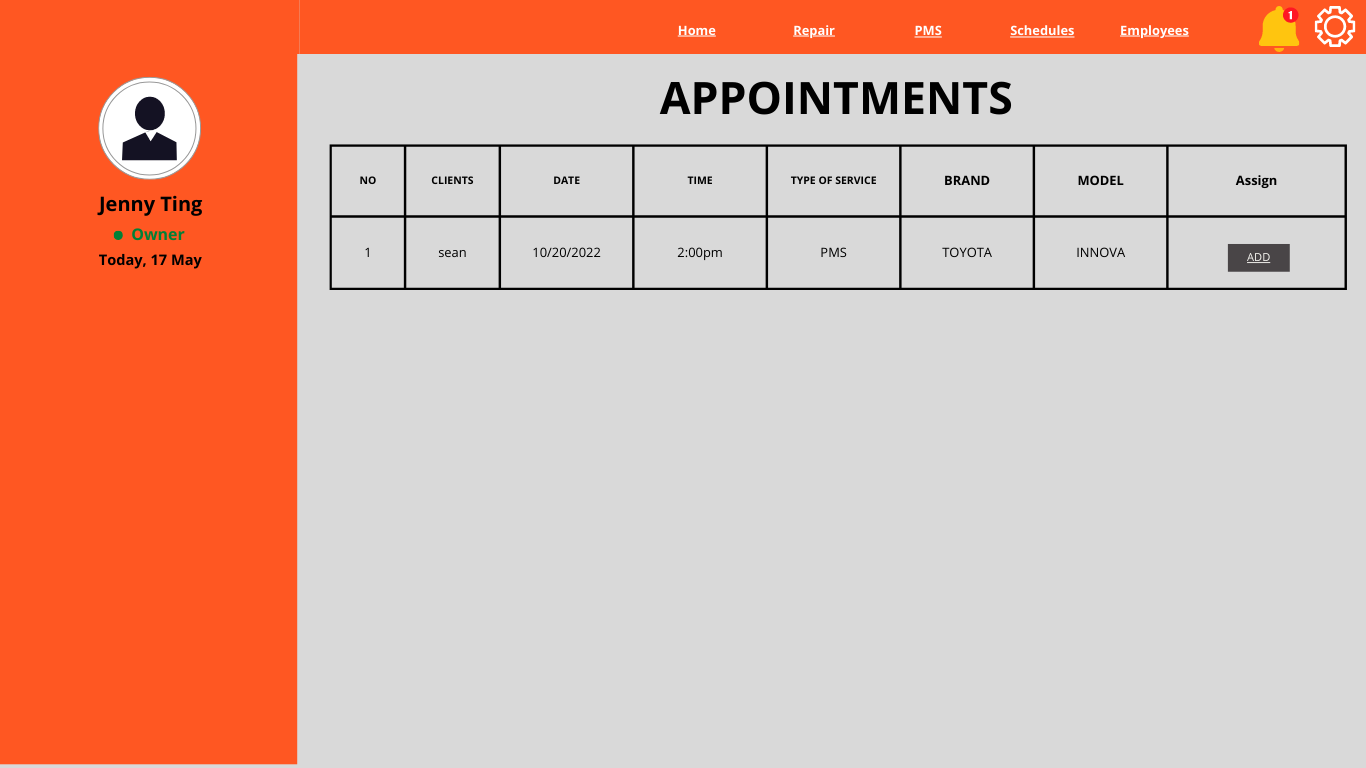 Home Repair PMS Schedules Employees 1
Jenny Ting
Owner
Today, 17 May
APPOINTMENTS
NO CLIENTS DATE TIME TYPE OF SERVICE BRAND MODEL Assign
1 sean 10/20/2022 2:00pm PMS TOYOTA INNOVA ADD